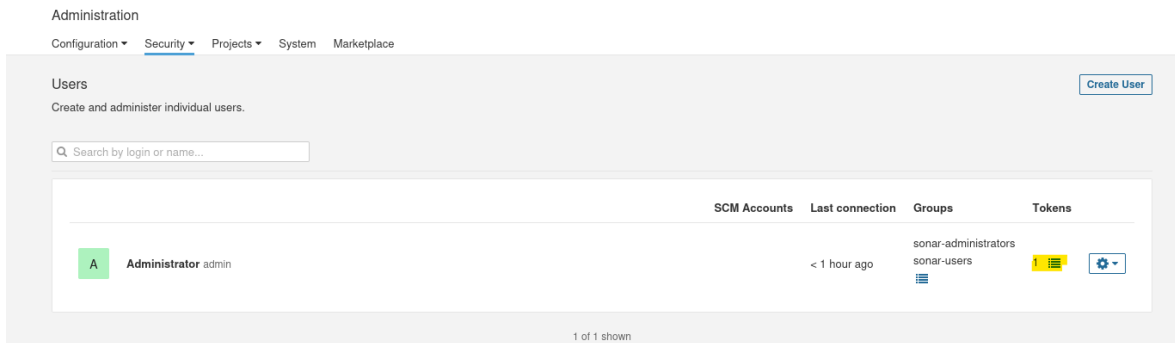 Administration
Configuration Security Projects System Marketplace
Users
Create User
Create and administer individual users.
Search by login or name...
SCM Accounts Last connection Groups Tokens
sonar-administrators
A Administrator admin < 1 hour ago sonar-users 1
1 of 1 shown